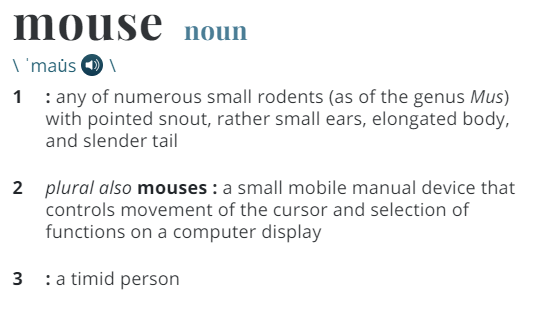 mouse noun
\ ˈmau̇s \
1 : any of numerous small rodents (as of the genus Mus)
with pointed snout, rather small ears, elongated body,
and slender tail
2 plural also mouses : a small mobile manual device that
controls movement of the cursor and selection of
functions on a computer display
3 : a timid person